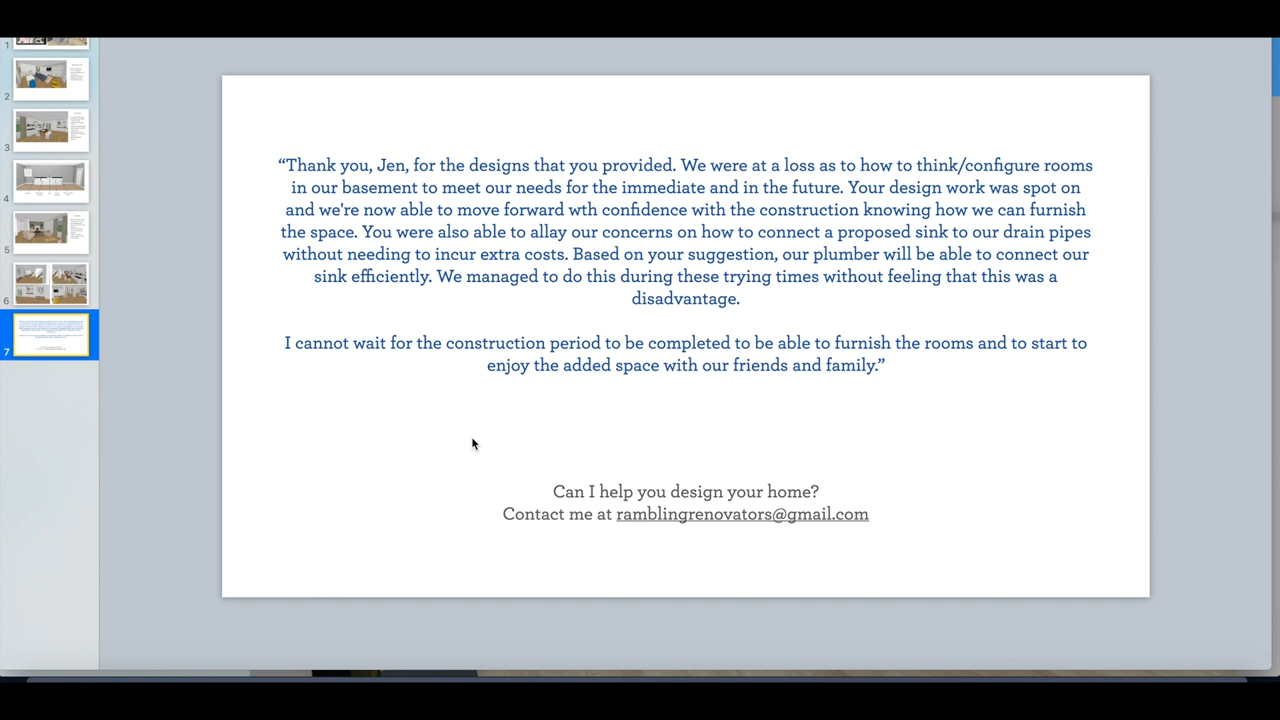 1
2
3
4
5
6
7
“Thank you, Jen, for the designs that you provided. We were at a loss as to how to think/configure rooms
in our basement to meet our needs for the immediate and in the future. Your design work was spot on
and we're now able to move forward wth confidence with the construction knowing how we can furnish
the space. You were also able to allay our concerns on how to connect a proposed sink to our drain pipes
without needing to incur extra costs. Based on your suggestion, our plumber will be able to connect our
sink efficiently. We managed to do this during these trying times without feeling that this was a
disadvantage.
I cannot wait for the construction period to be completed to be able to furnish the rooms and to start to
enjoy the added space with our friends and family.”
Can I help you design your home?
Contact me at ramblingrenovators@gmail.com